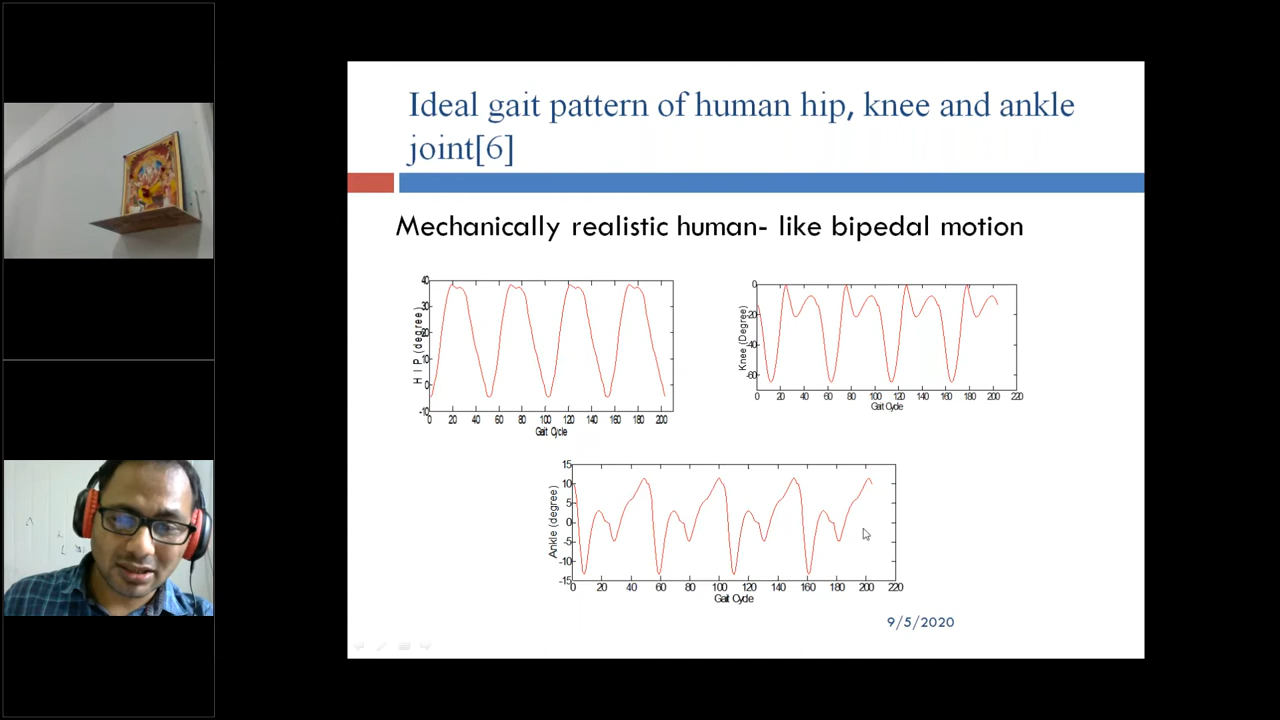 Ideal gait pattern of human hip, knee and ankle
joint[6]
Mechanically realistic human- like bipedal motion
40
30
20
10
0
-10
H I P (degree)
0 20 40 60 80 100 120 140 160 180 200
Gait Cycle
0
-20
-40
-60
Knee (Degree)
0 20 40 60 80 100 120 140 160 180 200 220
Gait Cycle
15
10
5
0
-5
-10
-15
Ankle (degree)
0 20 40 60 80 100 120 140 160 180 200 220
Gait Cycle
9/5/2020